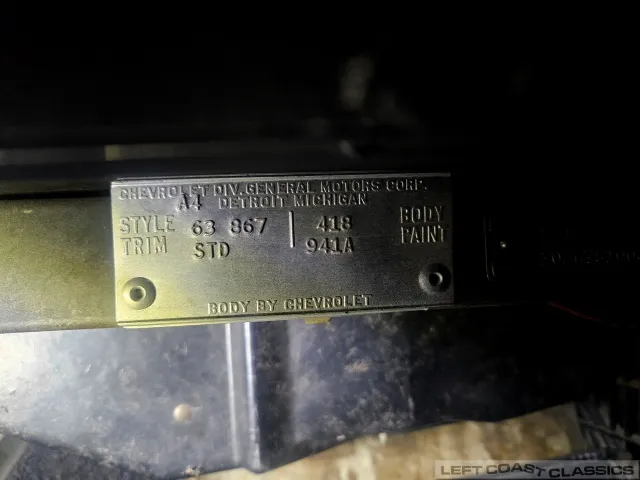 CHEVROLET DIV. GENERAL MOTORS CORP.
A4 DETROIT MICHIGAN
STYLE 63 867 | 418 BODY
TRIM STD 941A PAINT
BODY BY CHEVROLET
LEFT COAST CLASSICS